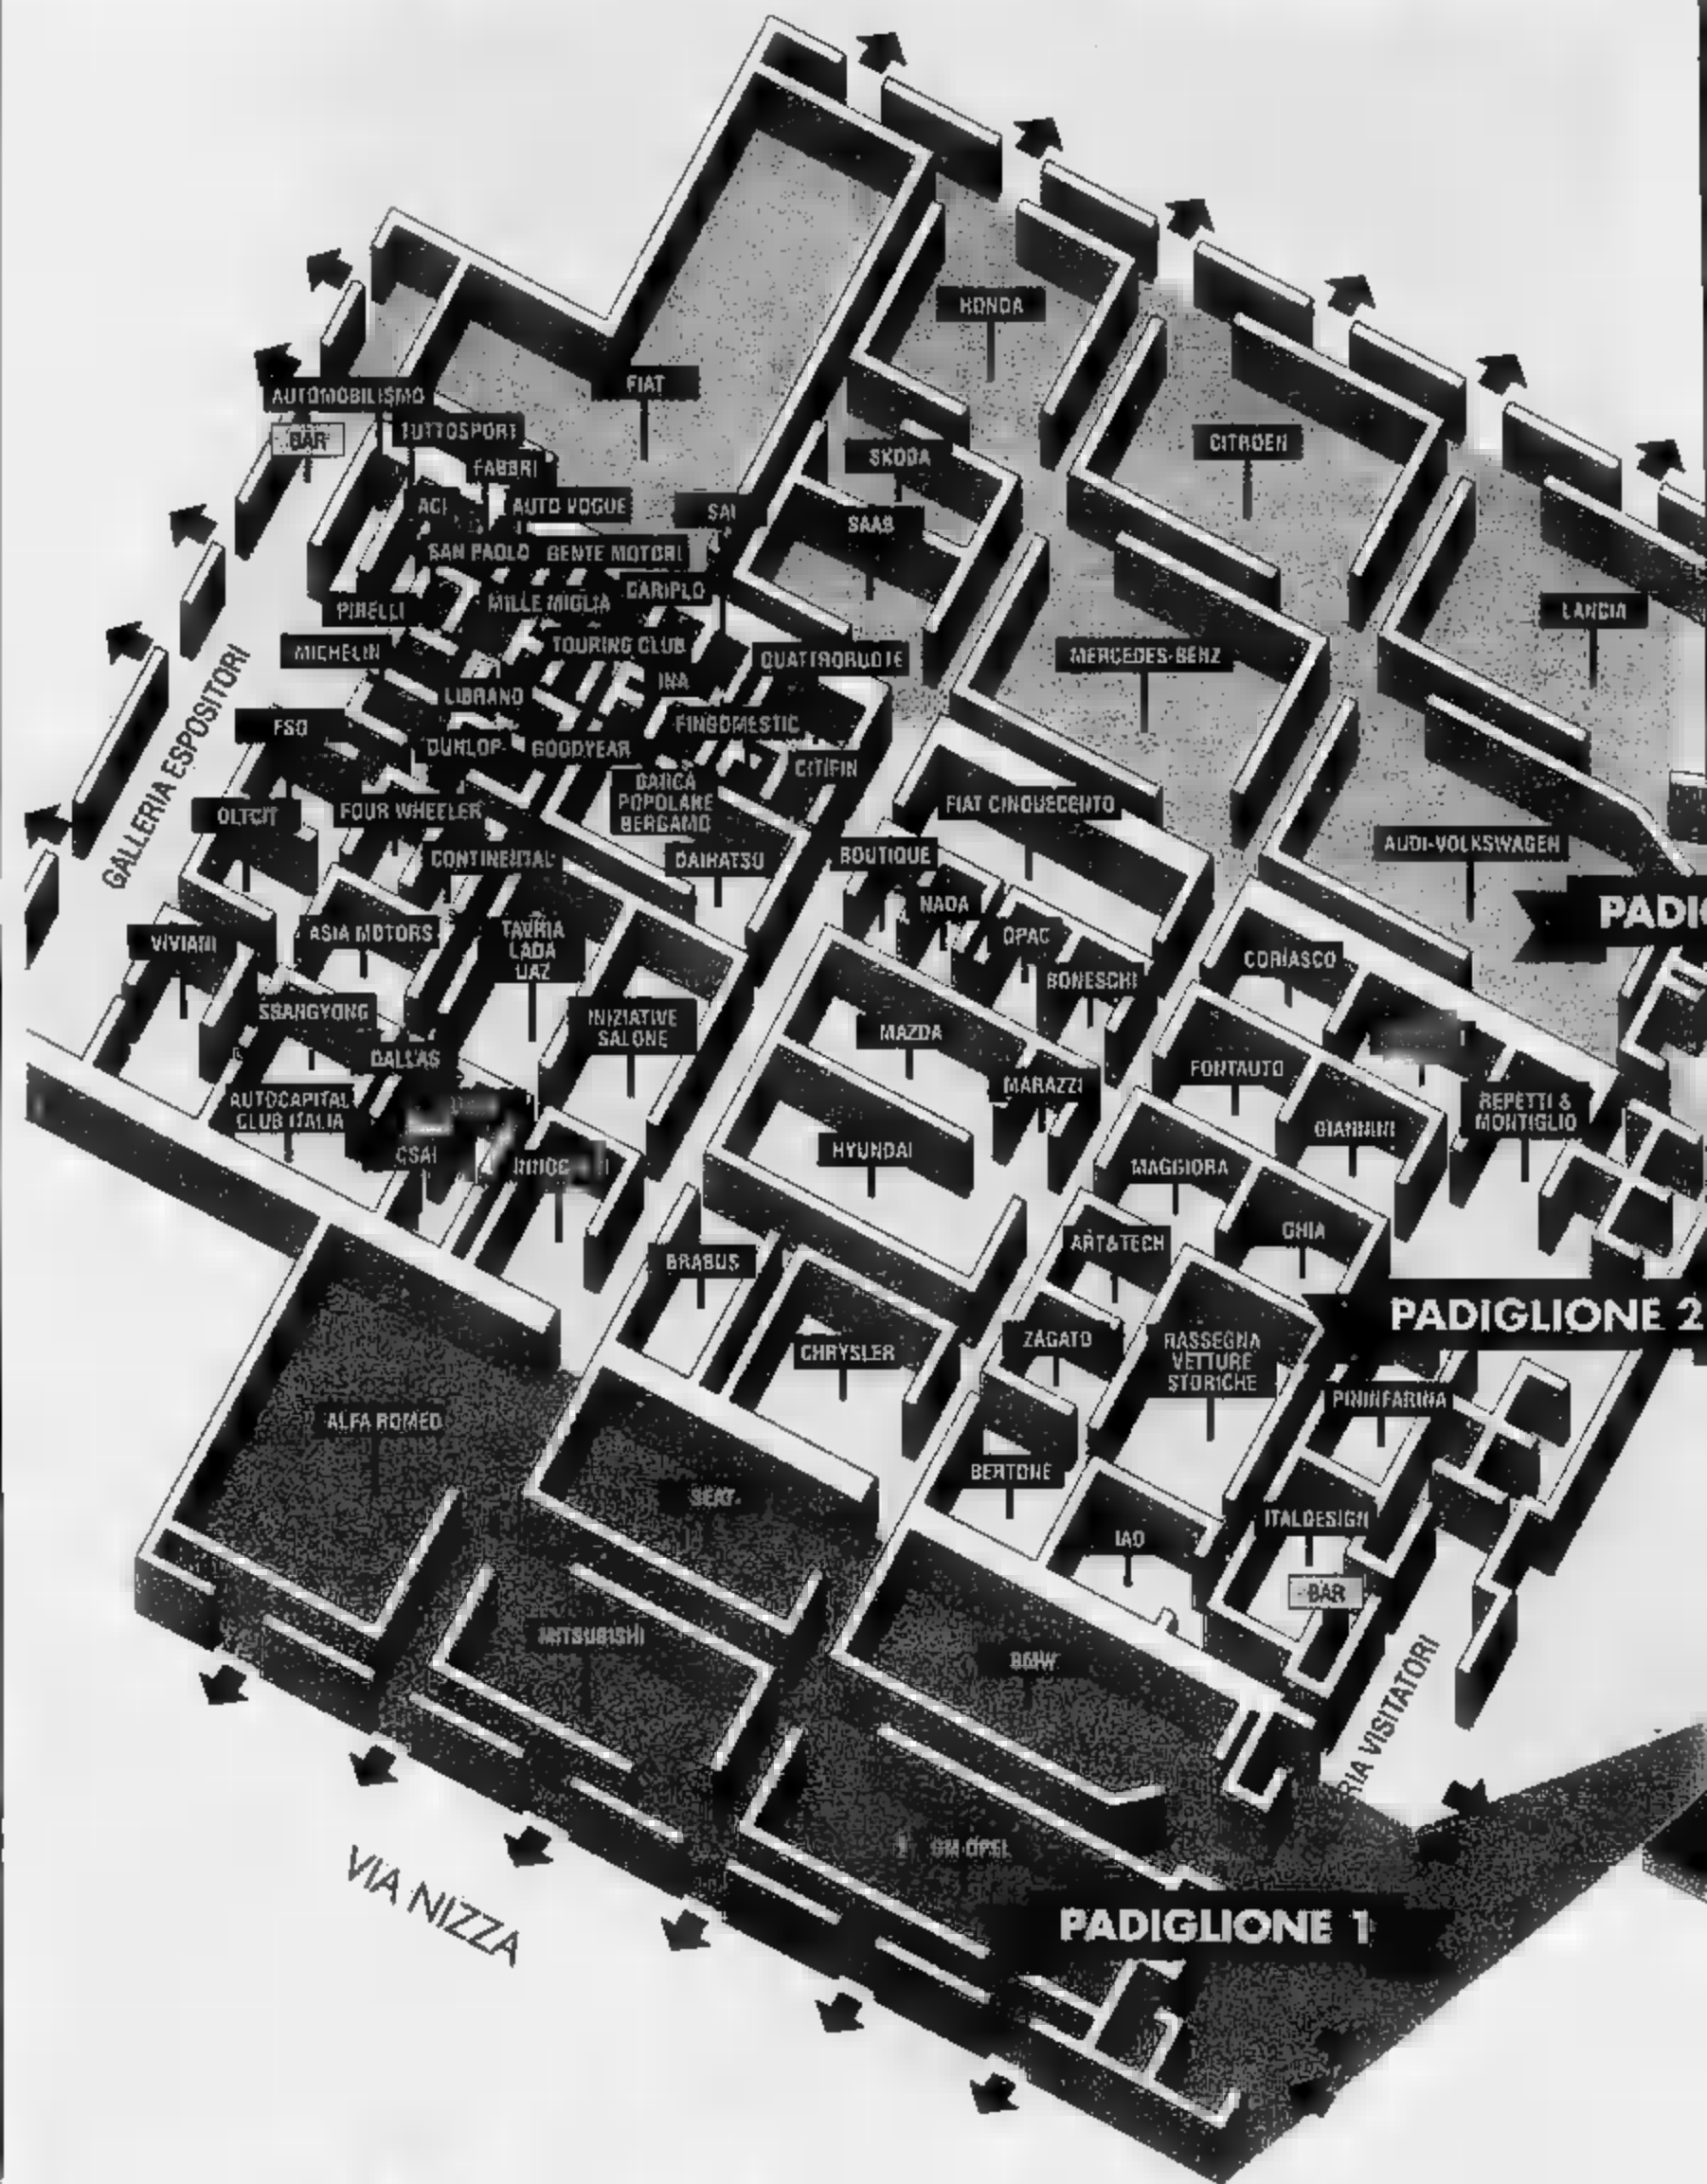 HONDA
FIAT
AUTOMOBILISMO
BAR
TUTTOSPORT
FABBRI
CITROEN
SKODA
ACI
AUTO VOGUE
SAI
SAAB
SAN PAOLO
GENTE MOTORI
CARIPLO
MILLE MIGLIA
PIRELLI
LANCIA
TOURING CLUB
MICHELIN
QUATTRORUOTE
MERCEDES-BENZ
INA
LIBRANO
FSO
FINDOMESTIC
DUNLOP
GOODYEAR
CITIFIN
GALLERIA ESPOSITORI
BANCA
POPOLARE
BERGAMO
OLTCIT
FOUR WHEELER
FIAT CINQUECENTO
CONTINENTAL
DAIHATSU
BOUTIQUE
AUDI-VOLKSWAGEN
NADA
PADIG
VIVIANI
ASIA MOTORS
TAVRIA
LADA
UAZ
OPAC
CORIASCO
BONESCHI
SSANGYONG
INIZIATIVE
SALONE
MAZDA
DALLAS
MARAZZI
FONTAUTO
AUTOCAPITAL
CLUB ITALIA
REPETTI &
MONTIGLIO
GIANNINI
CSAI
HYUNDAI
MAGGIORA
ART&TECH
GHIA
BRABUS
PADIGLIONE 2
CHRYSLER
ZAGATO
RASSEGNA
VETTURE
STORICHE
PININFARINA
ALFA ROMEO
BERTONE
SEAT
ITALDESIGN
IAD
BAR
MITSUBISHI
BMW
RIA VISITATORI
GM-OPEL
VIA NIZZA
PADIGLIONE 1